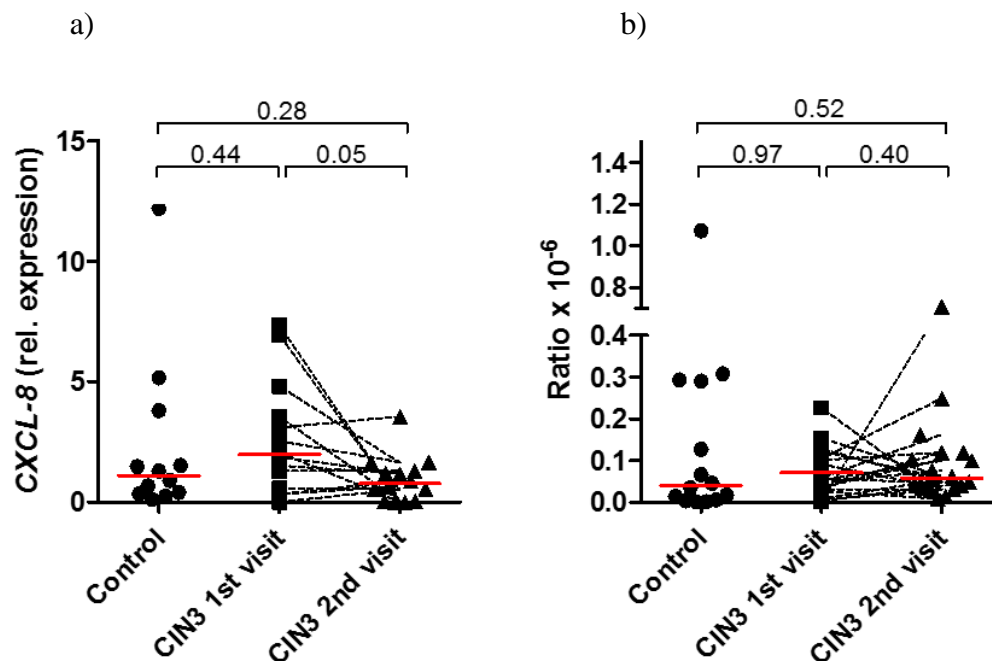 a)
b)
0.28
0.44
0.05
15
10
5
0
CXCL-8 (rel. expression)
Control
CIN3 1st visit
CIN3 2nd visit
0.52
0.97
0.40
1.4
1.2
1.0
0.8
0.4
0.3
0.2
0.1
0.0
Ratio x 10-6
Control
CIN3 1st visit
CIN3 2nd visit